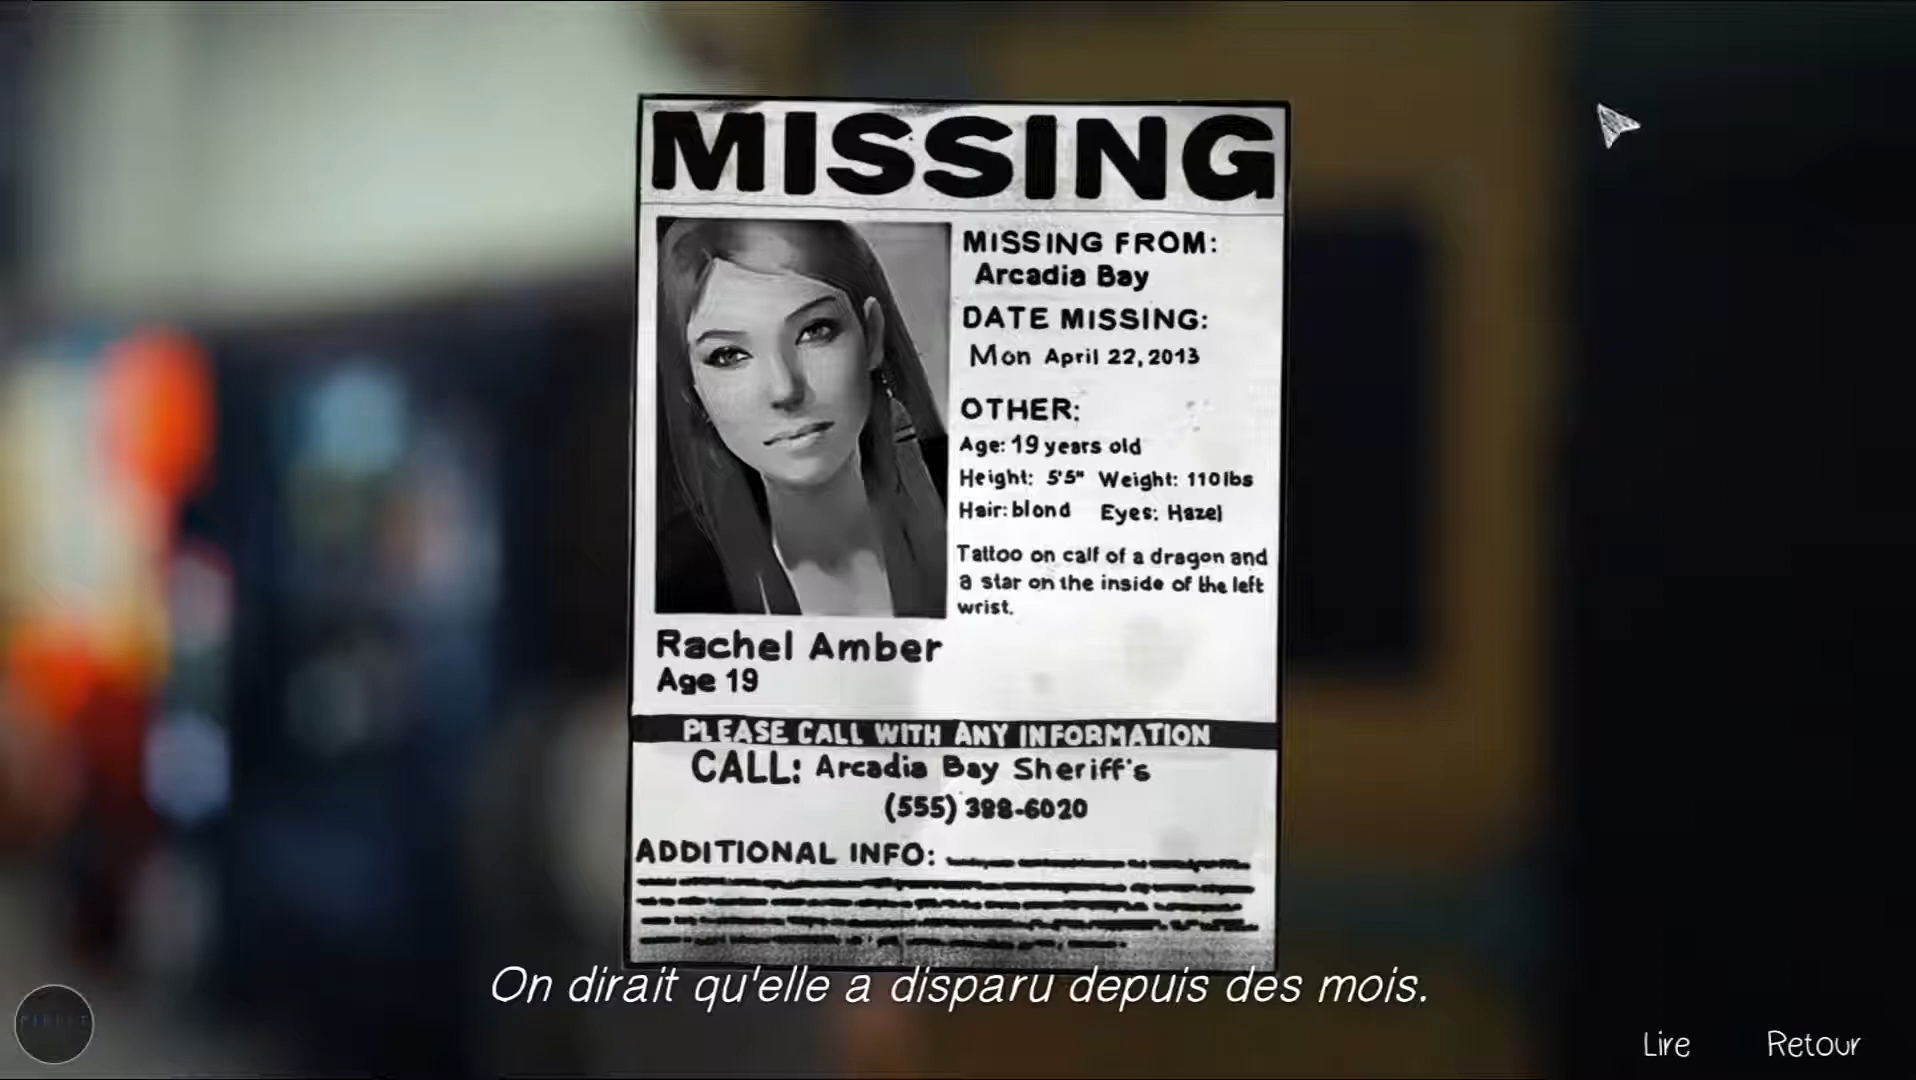 MISSING
MISSING FROM:
Arcadia Bay
DATE MISSING:
Mon April 22, 2013
OTHER:
Age: 19 years old
Height: 5'5" Weight: 110 lbs
Hair: blond Eyes: Hazel
Tattoo on calf of a dragon and
a star on the inside of the left
wrist.
Rachel Amber
Age 19
PLEASE CALL WITH ANY INFORMATION
CALL: Arcadia Bay Sheriff's
(555) 398-6020
ADDITIONAL INFO:
On dirait qu'elle a disparu depuis des mois.
Lire Retour